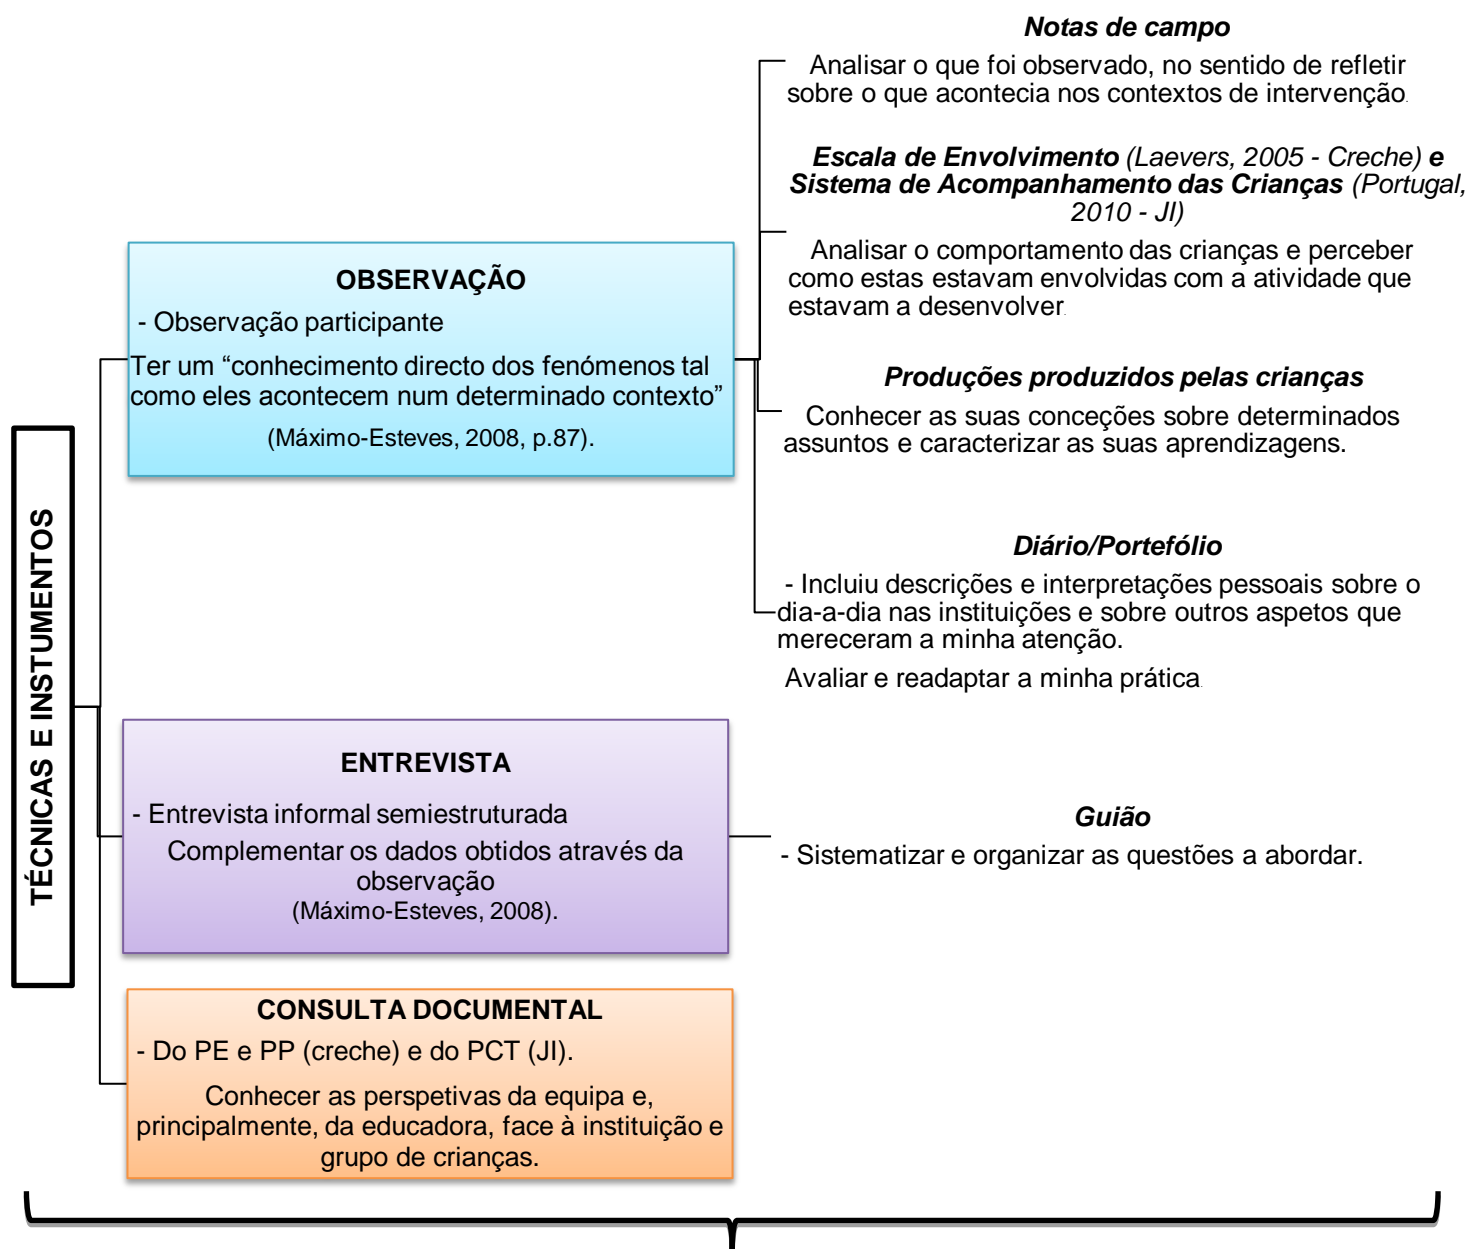 TÉCNICAS E INSTUMENTOS
OBSERVAÇÃO
- Observação participante
Ter um “conhecimento directo dos fenómenos tal
como eles acontecem num determinado contexto”
(Máximo-Esteves, 2008, p.87).
Notas de campo
Analisar o que foi observado, no sentido de refletir
sobre o que acontecia nos contextos de intervenção.
Escala de Envolvimento (Laevers, 2005 - Creche) e
Sistema de Acompanhamento das Crianças (Portugal,
2010 - JI)
Analisar o comportamento das crianças e perceber
como estas estavam envolvidas com a atividade que
estavam a desenvolver.
Produções produzidos pelas crianças
Conhecer as suas conceções sobre determinados
assuntos e caracterizar as suas aprendizagens.
Diário/Portefólio
- Incluiu descrições e interpretações pessoais sobre o
dia-a-dia nas instituições e sobre outros aspetos que
mereceram a minha atenção.
Avaliar e readaptar a minha prática.
ENTREVISTA
- Entrevista informal semiestruturada
Complementar os dados obtidos através da
observação
(Máximo-Esteves, 2008).
Guião
- Sistematizar e organizar as questões a abordar.
CONSULTA DOCUMENTAL
- Do PE e PP (creche) e do PCT (JI).
Conhecer as perspetivas da equipa e,
principalmente, da educadora, face à instituição e
grupo de crianças.